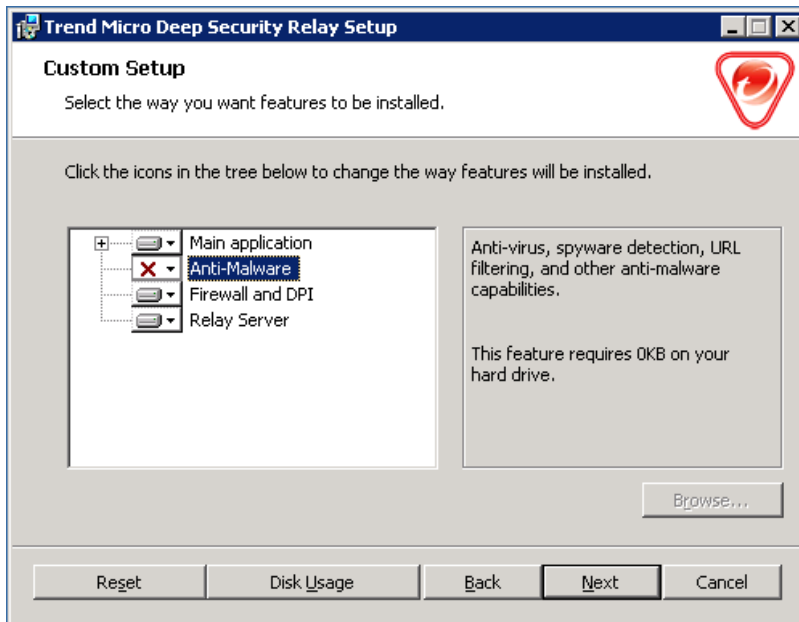 Trend Micro Deep Security Relay Setup
Custom Setup
Select the way you want features to be installed.
Click the icons in the tree below to change the way features will be installed.
Main application
Anti-Malware
Firewall and DPI
Relay Server
Anti-virus, spyware detection, URL
filtering, and other anti-malware
capabilities.
This feature requires 0KB on your
hard drive.
Browse...
Reset
Disk Usage
Back
Next
Cancel